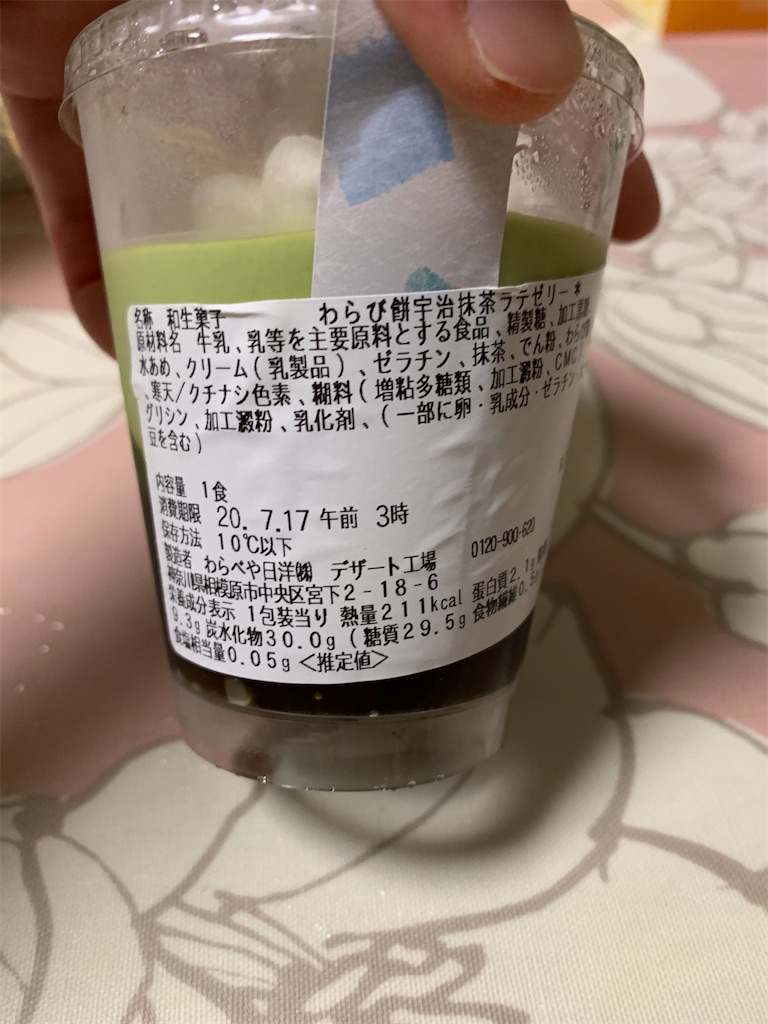 名称 和生菓子 わらび餅宇治抹茶ラテゼリー*
原材料名 牛乳、乳等を主要原料とする食品、精製糖、加工黒糖、
水あめ、クリーム(乳製品)、ゼラチン、抹茶、でん粉、わらび
、寒天/クチナシ色素、糊料(増粘多糖類、加工澱粉、CMC)
グリシン、加工澱粉、乳化剤、(一部に卵・乳成分・ゼラチン・
豆を含む)
内容量 1食
消費期限 20. 7.17 午前 3時
保存方法 10℃以下
製造者 わらべや日洋㈱ デザート工場 0120-900-620
神奈川県相模原市中央区宮下2-18-6
栄養成分表示 1包装当り 熱量211kcal 蛋白質2.1g
9.3g 炭水化物30.0g(糖質29.5g 食物繊維0.5g
食塩相当量0.05g <推定値>